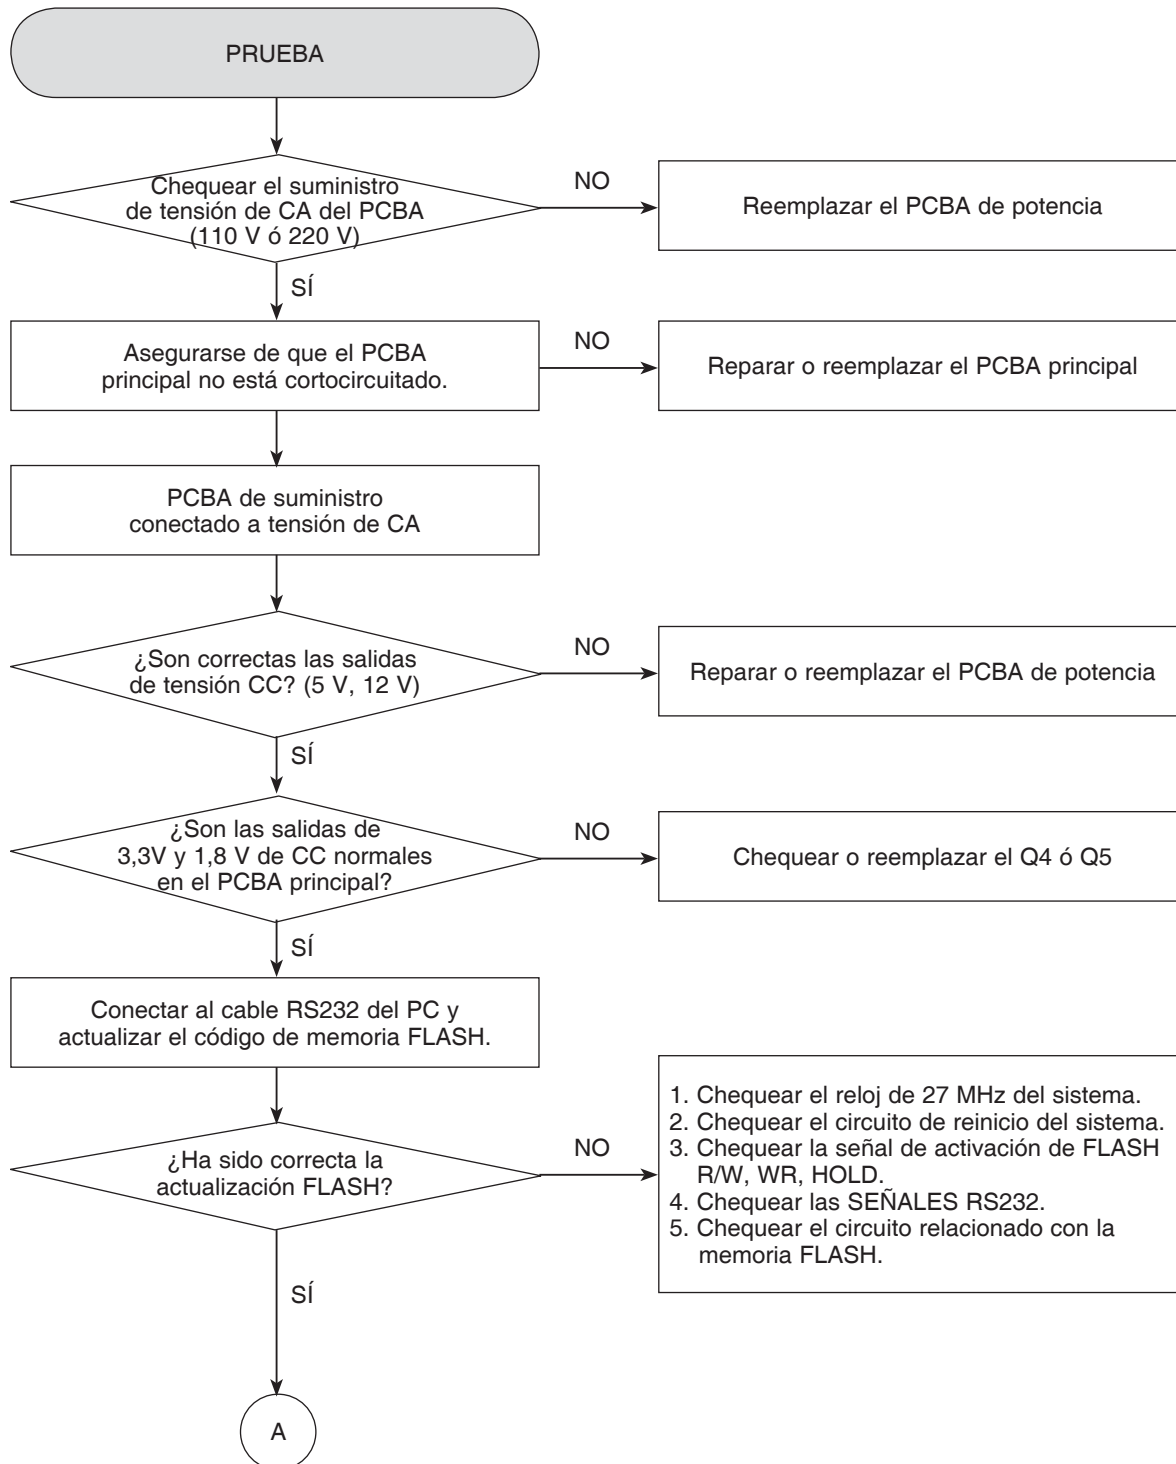 PRUEBA
Chequear el suministro
de tensión de CA del PCBA
(110 V ó 220 V)
NO
Reemplazar el PCBA de potencia
SÍ
Asegurarse de que el PCBA
principal no está cortocircuitado.
NO
Reparar o reemplazar el PCBA principal
PCBA de suministro
conectado a tensión de CA
¿Son correctas las salidas
de tensión CC? (5 V, 12 V)
NO
Reparar o reemplazar el PCBA de potencia
SÍ
¿Son las salidas de
3,3V y 1,8 V de CC normales
en el PCBA principal?
NO
Chequear o reemplazar el Q4 ó Q5
SÍ
Conectar al cable RS232 del PC y
actualizar el código de memoria FLASH.
¿Ha sido correcta la
actualización FLASH?
NO
1. Chequear el reloj de 27 MHz del sistema.
2. Chequear el circuito de reinicio del sistema.
3. Chequear la señal de activación de FLASH
R/W, WR, HOLD.
4. Chequear las SEÑALES RS232.
5. Chequear el circuito relacionado con la
memoria FLASH.
SÍ
A